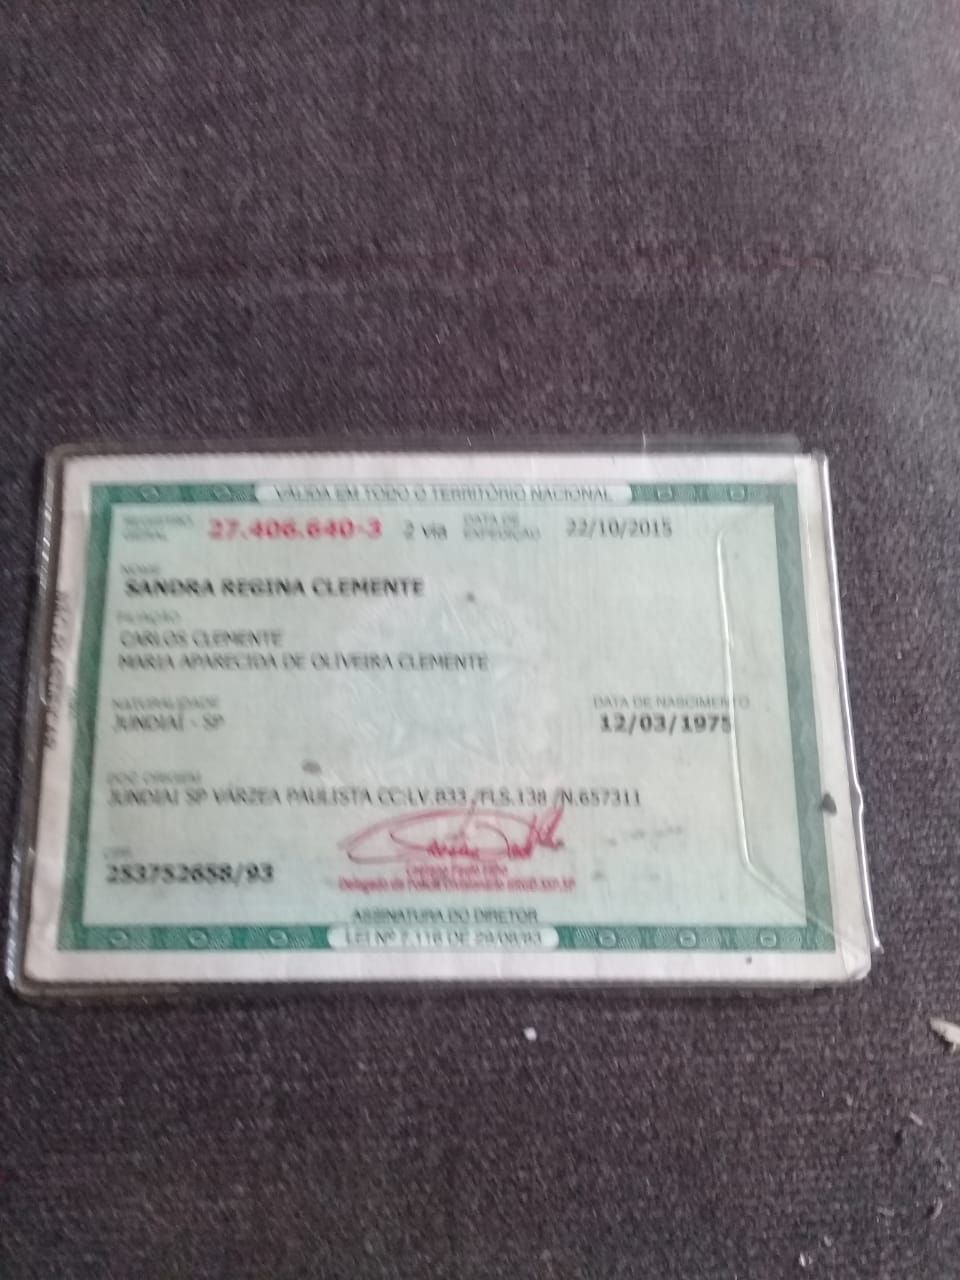 VÁLIDA EM TODO O TERRITÓRIO NACIONAL
REGISTRO GERAL 27.406.640-3 2 via DATA DE EXPEDIÇÃO 22/10/2015
NOME
SANDRA REGINA CLEMENTE
FILIAÇÃO
CARLOS CLEMENTE
MARIA APARECIDA DE OLIVEIRA CLEMENTE
NATURALIDADE DATA DE NASCIMENTO
JUNDIAÍ - SP 12/03/1975
DOC ORIGEM
JUNDIAI SP VÁRZEA PAULISTA CC:LV.B33 /FLS.138 /N.657311
CPF
253752658/93
Delegado de Polícia Divisionário
ASSINATURA DO DIRETOR
LEI Nº 7.116 DE 29/08/83